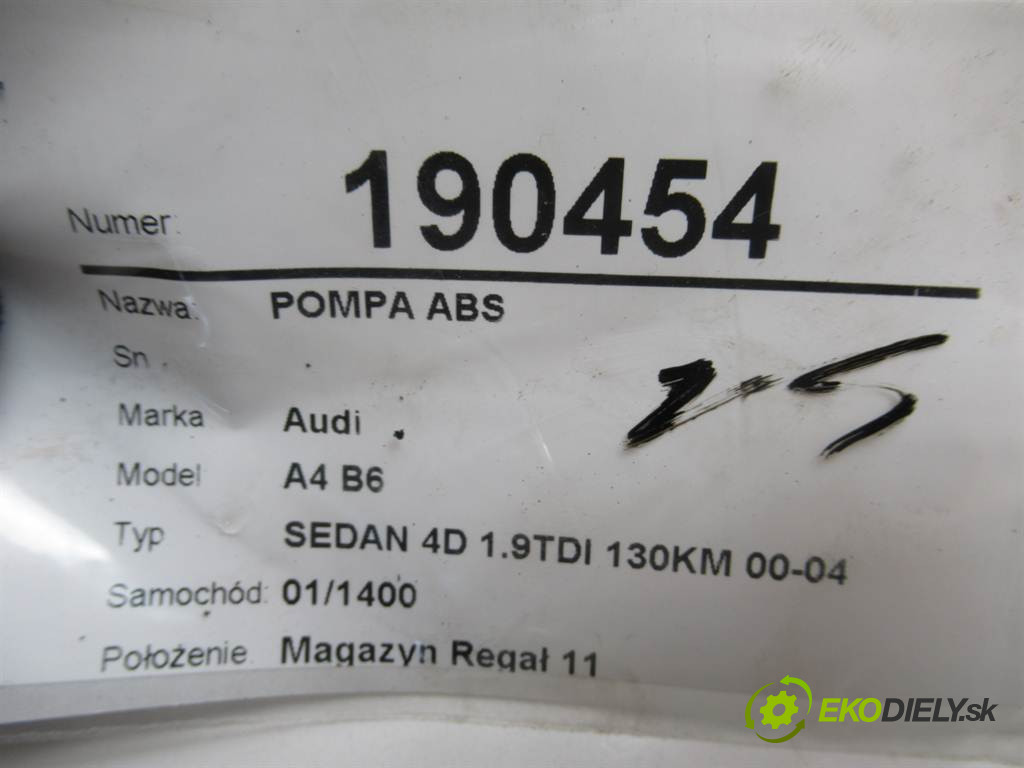 Numer: 190454
Nazwa: POMPA ABS
Sn .
Marka Audi
Model A4 B6
Typ SEDAN 4D 1.9TDI 130KM 00-04
Samochód: 01/1400
Położenie. Magazyn Regał 11
EKODIELY.sk